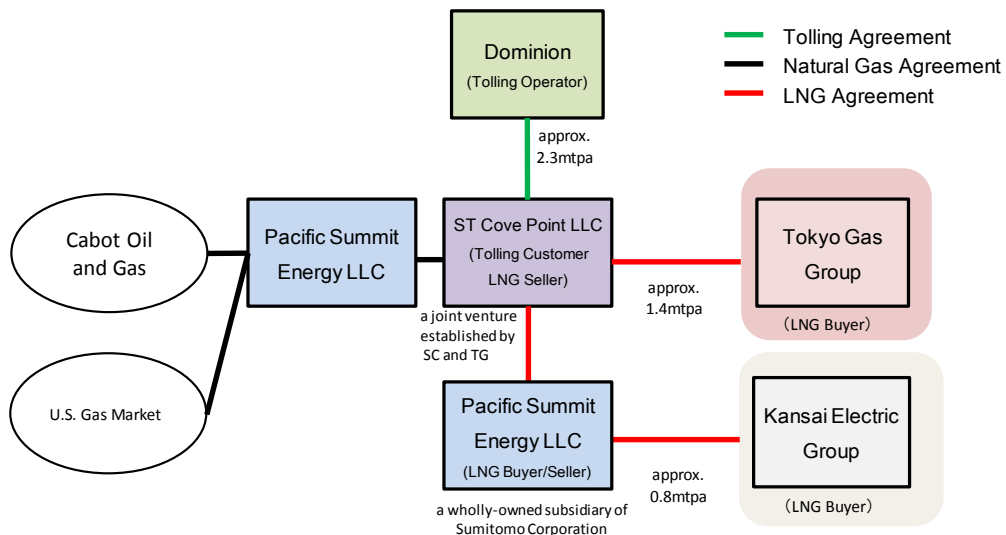 Dominion
(Tolling Operator)
Tolling Agreement
Natural Gas Agreement
LNG Agreement
approx.
2.3mtpa
Cabot Oil
and Gas
Pacific Summit
Energy LLC
ST Cove Point LLC
(Tolling Customer
LNG Seller)
Tokyo Gas
Group
(LNG Buyer)
approx.
1.4mtpa
a joint venture
established by
SC and TG
U.S. Gas Market
Pacific Summit
Energy LLC
(LNG Buyer/Seller)
Kansai Electric
Group
(LNG Buyer)
approx.
0.8mtpa
a wholly-owned subsidiary of
Sumitomo Corporation